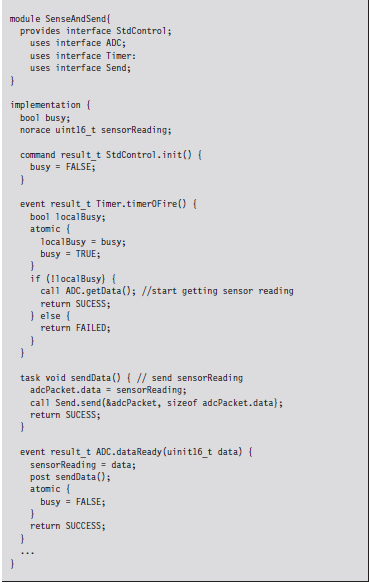 module SenseAndSend{
provides interface StdControl;
uses interface ADC;
uses interface Timer:
uses interface Send;
}
implementation {
bool busy;
norace uint16_t sensorReading;
command result_t StdControl.init() {
busy = FALSE;
}
event result_t Timer.timerOFire() {
bool localBusy;
atomic {
localBusy = busy;
busy = TRUE;
}
if (!localBusy} {
call ADC.getData(); //start getting sensor reading
return SUCESS;
} else {
return FAILED;
}
}
task void sendData() { // send sensorReading
adcPacket.data = sensorReading;
call Send.send(&adcPacket, sizeof adcPacket.data};
return SUCESS;
}
event result_t ADC.dataReady(uinit16_t data) {
sensorReading = data;
post sendData();
atomic {
busy = FALSE;
}
return SUCCESS;
}
...
}